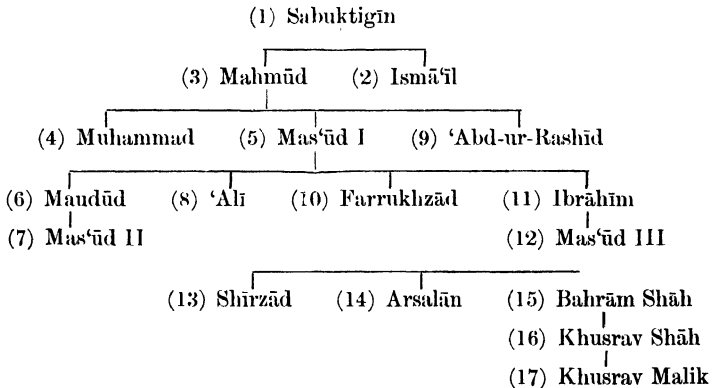 (1) Sabuktigīn
(3) Mahmūd (2) Ismā‘īl
(4) Muhammad (5) Mas‘ūd I (9) ‘Abd-ur-Rashīd
(6) Maudūd (8) ‘Alī (10) Farrukhzād (11) Ibrāhīm
(7) Mas‘ūd II (12) Mas‘ūd III
(13) Shīrzād (14) Arsalān (15) Bahrām Shāh
(16) Khusrav Shāh
(17) Khusrav Malik